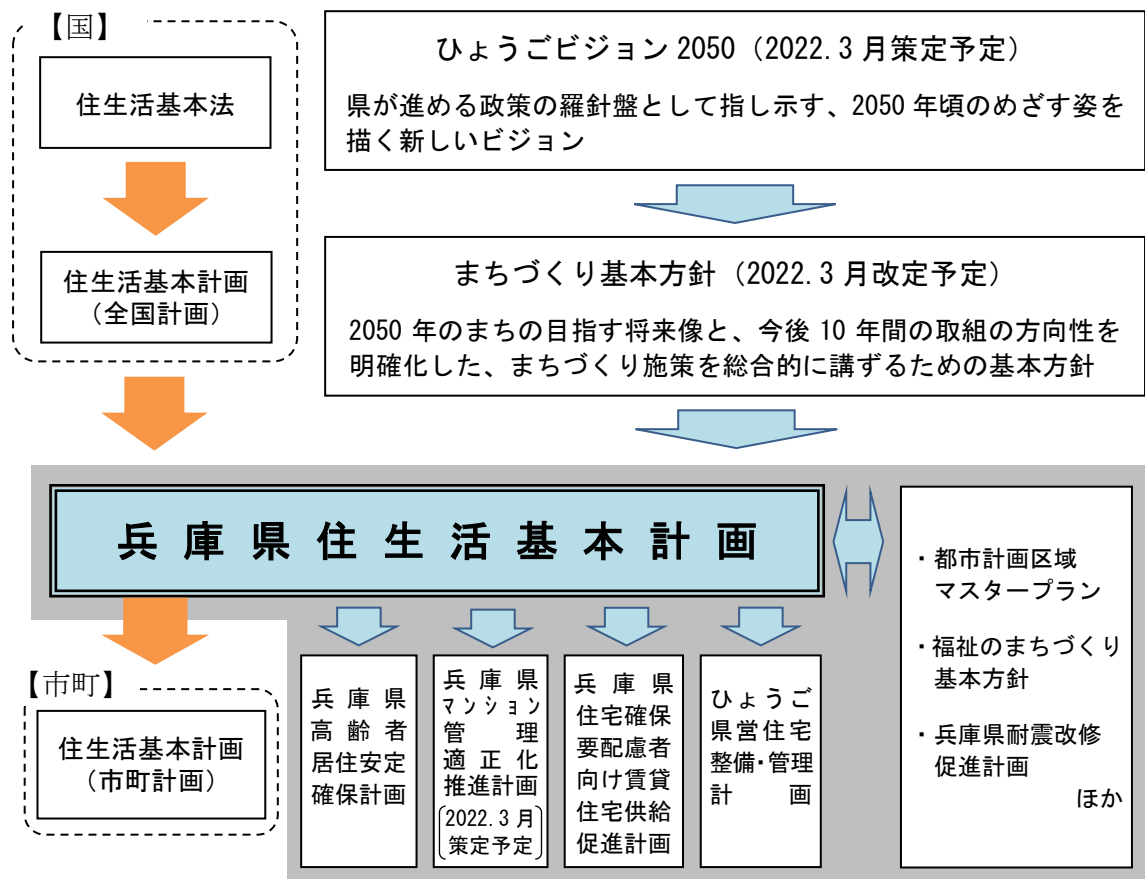 【国】
住生活基本法
住生活基本計画
（全国計画）
ひょうごビジョン 2050（2022.3 月策定予定）
県が進める政策の羅針盤として指し示す、2050 年頃のめざす姿を
描く新しいビジョン
まちづくり基本方針（2022.3 月改定予定）
2050 年のまちの目指す将来像と、今後 10 年間の取組の方向性を
明確化した、まちづくり施策を総合的に講ずるための基本方針
兵庫県住生活基本計画
【市町】
住生活基本計画
（市町計画）
兵庫県
高齢者
居住安定
確保計画
兵庫県
マンション
管理
適正化
推進計画
2022.3 月
策定予定
兵庫県
住宅確保
要配慮者
向け賃貸
住宅供給
促進計画
ひょうご
県営住宅
整備・管理
計画
・都市計画区域
マスタープラン
・福祉のまちづくり
基本方針
・兵庫県耐震改修
促進計画
ほか